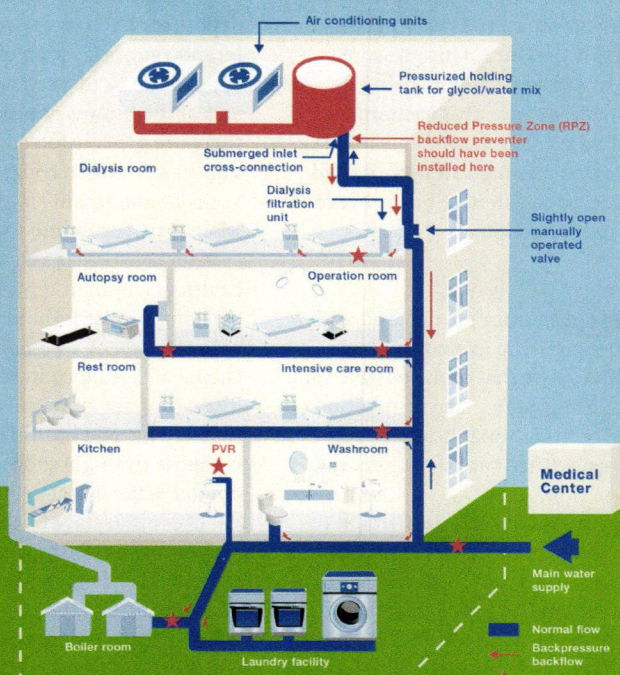 Air conditioning units
Pressurized holding
tank for glycol/water mix
Reduced Pressure Zone (RPZ)
backflow preventer
should have been
installed here
Submerged inlet
cross-connection
Dialysis room
Dialysis
filtration
unit
Slightly open
manually
operated
valve
Autopsy room
Operation room
Rest room
Intensive care room
Kitchen
PVR
Washroom
Medical
Center
Main water
supply
Boiler room
Laundry facility
Normal flow
Backpressure
backflow